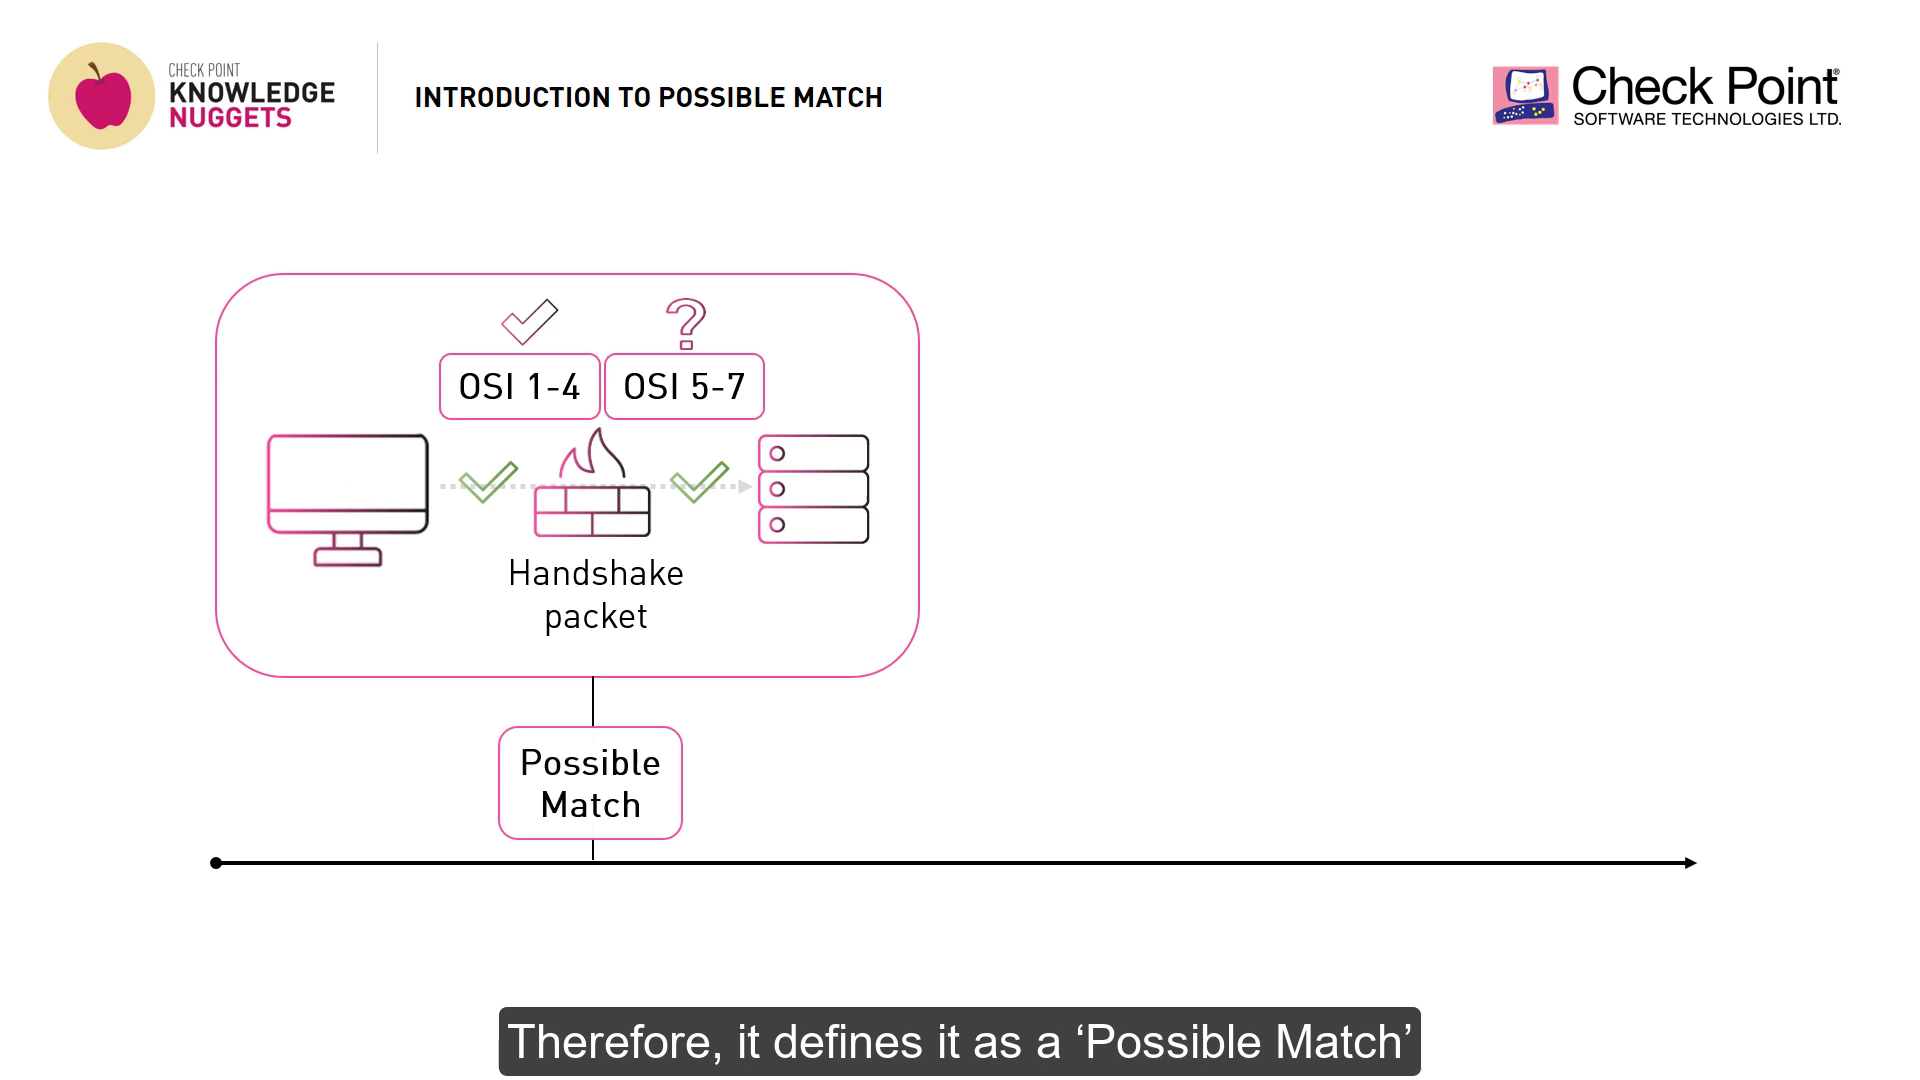 CHECK POINT
KNOWLEDGE
NUGGETS
INTRODUCTION TO POSSIBLE MATCH
Check Point®
SOFTWARE TECHNOLOGIES LTD.
?
OSI 1-4
OSI 5-7
Handshake
packet
Possible
Match
Therefore, it defines it as a ‘Possible Match’